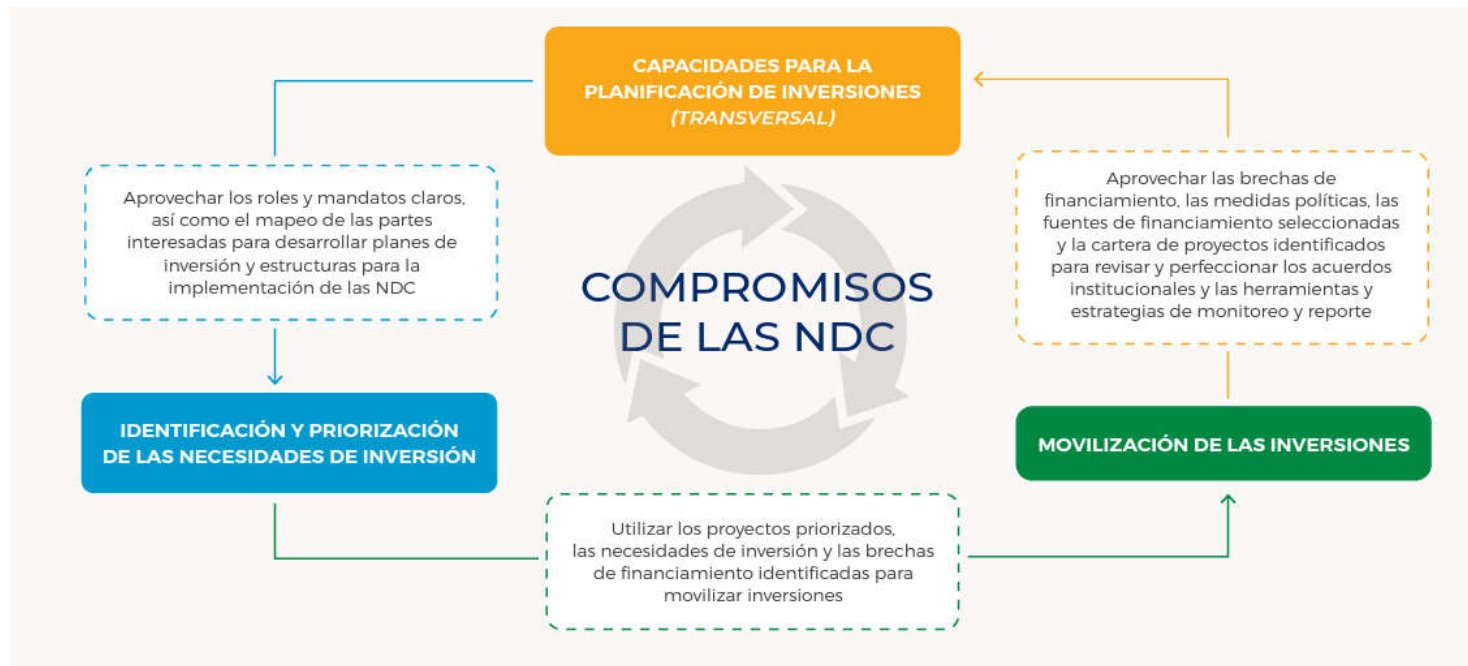 CAPACIDADES PARA LA
PLANIFICACIÓN DE INVERSIONES
(TRANSVERSAL)
Aprovechar los roles y mandatos claros,
así como el mapeo de las partes
interesadas para desarrollar planes de
inversión y estructuras para la
implementación de las NDC
Aprovechar las brechas de
financiamiento, las medidas políticas, las
fuentes de financiamiento seleccionadas
y la cartera de proyectos identificados
para revisar y perfeccionar los acuerdos
institucionales y las herramientas y
estrategias de monitoreo y reporte
COMPROMISOS
DE LAS NDC
IDENTIFICACIÓN Y PRIORIZACIÓN
DE LAS NECESIDADES DE INVERSIÓN
MOVILIZACIÓN DE LAS INVERSIONES
Utilizar los proyectos priorizados,
las necesidades de inversión y las brechas
de financiamiento identificadas para
movilizar inversiones